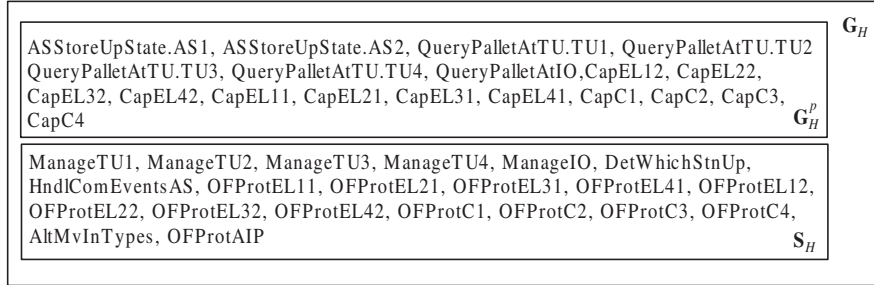 G_H
ASStoreUpState.AS1, ASStoreUpState.AS2, QueryPalletAtTU.TU1, QueryPalletAtTU.TU2
QueryPalletAtTU.TU3, QueryPalletAtTU.TU4, QueryPalletAtIO,CapEL12, CapEL22,
CapEL32, CapEL42, CapEL11, CapEL21, CapEL31, CapEL41, CapC1, CapC2, CapC3,
CapC4
G_H^p
ManageTU1, ManageTU2, ManageTU3, ManageTU4, ManageIO, DetWhichStnUp,
HndlComEventsAS, OFProtEL11, OFProtEL21, OFProtEL31, OFProtEL41, OFProtEL12,
OFProtEL22, OFProtEL32, OFProtEL42, OFProtC1, OFProtC2, OFProtC3, OFProtC4,
AltMvInTypes, OFProtAIP
S_H